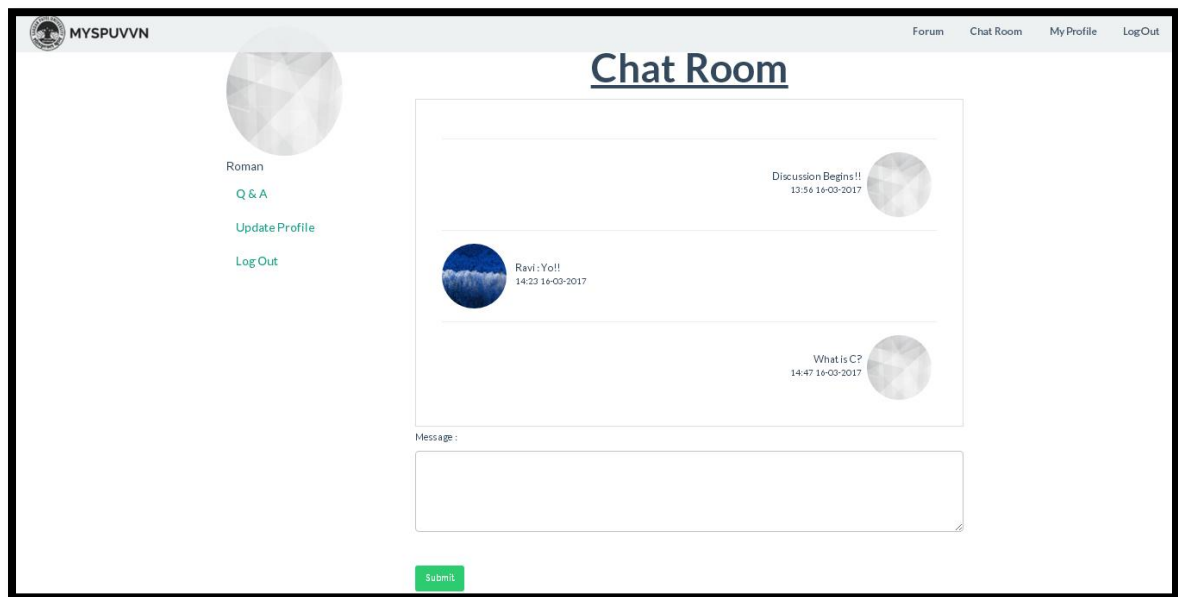 MYSPUVVN
Forum
Chat Room
My Profile
LogOut
Chat Room
Roman
Q & A
Update Profile
Log Out
Discussion Begins!!
13:56 16-03-2017
Ravi : Yo!!
14:23 16-03-2017
What is C?
14:47 16-03-2017
Message :
Submit